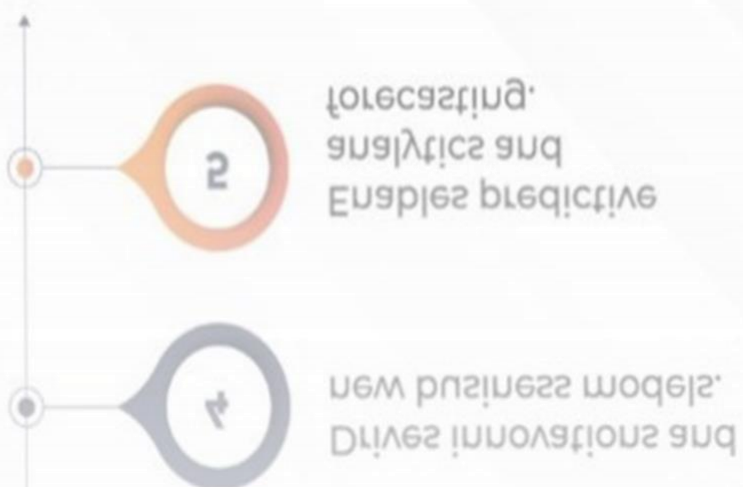 4
Drives innovations and
new business models.
5
Enables predictive
analytics and
forecasting.